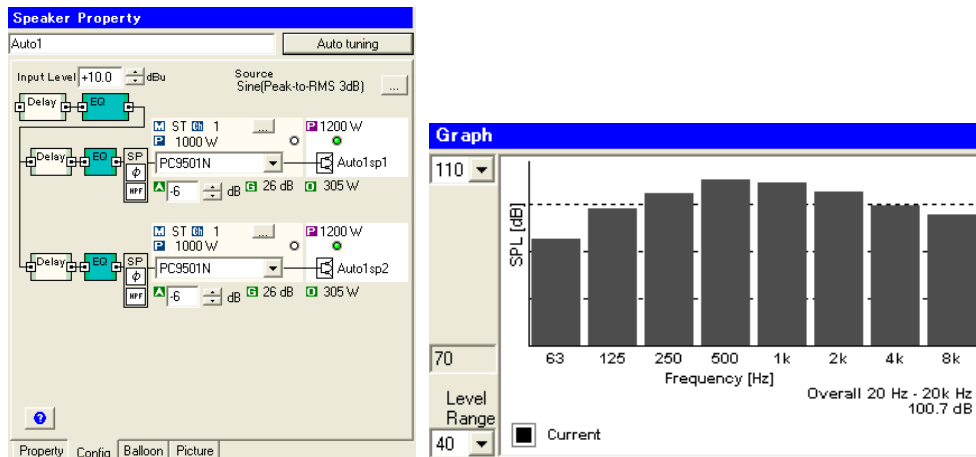 Speaker Property
Auto1
Auto tuning
Input Level +10.0 dBu
Source
Sine(Peak-to-RMS 3dB) ...
Delay EQ
M ST Ch 1 ... P 1200 W
P 1000 W
Delay EQ SP PC9501N Auto1sp1
Φ
HPF A -6 dB G 26 dB O 305 W
M ST Ch 1 ... P 1200 W
P 1000 W
Delay EQ SP PC9501N Auto1sp2
Φ
HPF A -6 dB G 26 dB O 305 W
?
Property Config Balloon Picture
Graph
110
SPL [dB]
70
63 125 250 500 1k 2k 4k 8k
Frequency [Hz]
Overall 20 Hz - 20k Hz
100.7 dB
Level
Range
40
Current